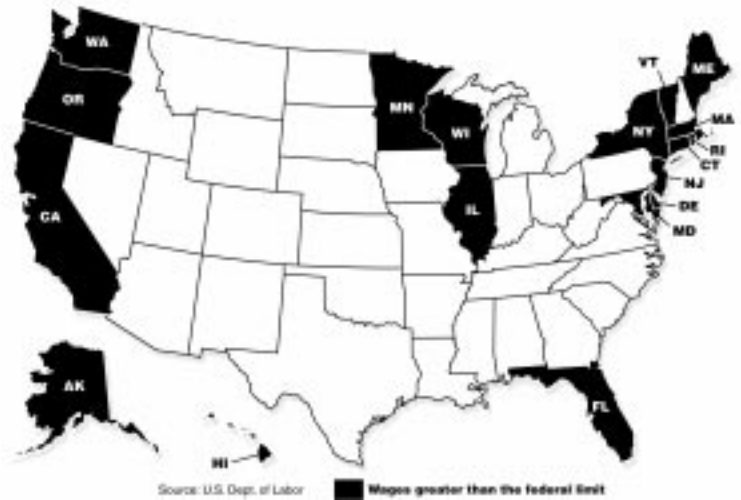 WA
OR
CA
AK
HI
MN
WI
IL
FL
VT
ME
NY
MA
RI
CT
NJ
DE
MD
Source: U.S. Dept. of Labor
Wages greater than the federal limit